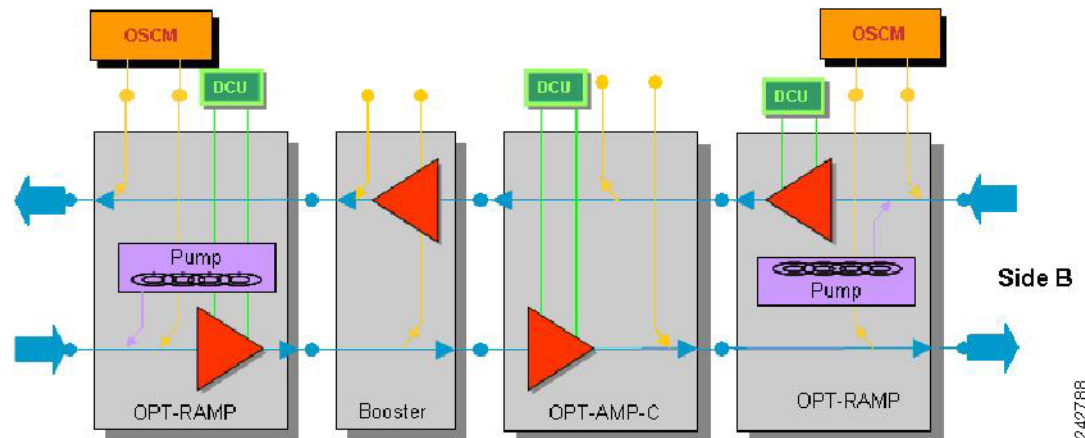 OSCM
OSCM
DCU
DCU
DCU
Pump
Pump
Side B
OPT-RAMP
Booster
OPT-AMP-C
OPT-RAMP
242788